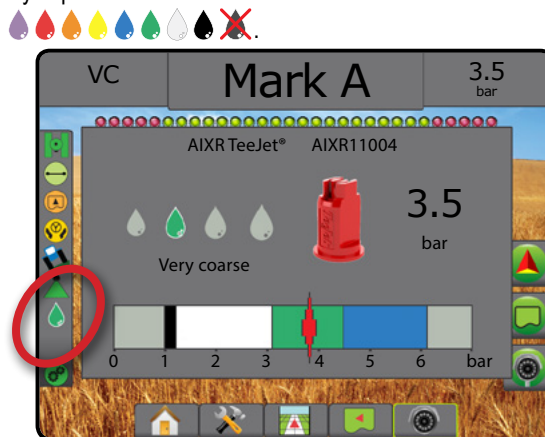 VC Mark A 3.5
bar
AIXR TeeJet® AIXR11004
3.5
bar
Very coarse
0 1 2 3 4 5 6 bar